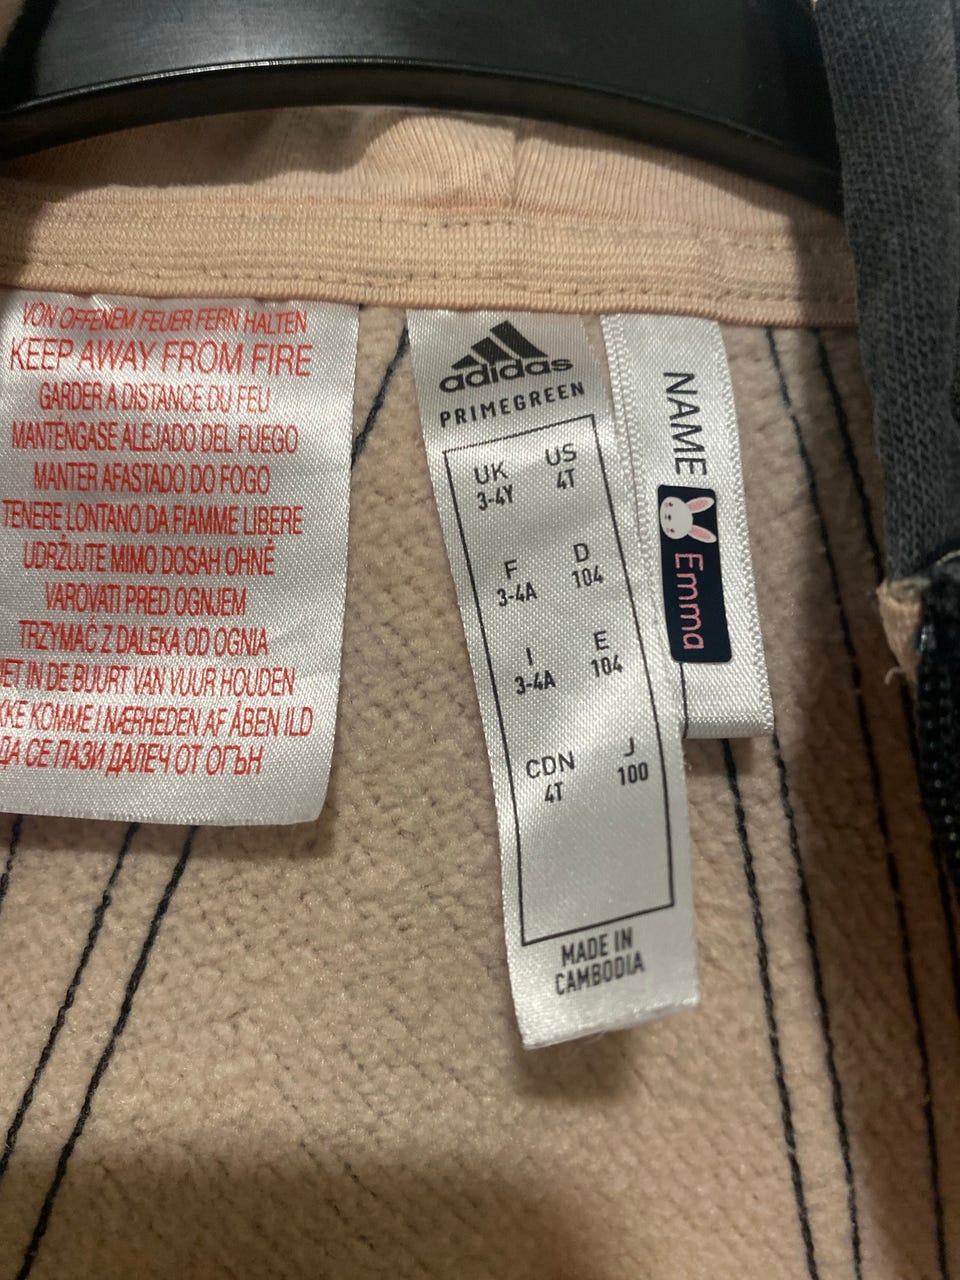 VON OFFENEM FEUER FERN HALTEN
KEEP AWAY FROM FIRE
GARDER A DISTANCE DU FEU
MANTÉNGASE ALEJADO DEL FUEGO
MANTER AFASTADO DO FOGO
TENERE LONTANO DA FIAMME LIBERE
UDRŽUJTE MIMO DOSAH OHNĚ
VAROVATI PRED OGNJEM
TRZYMAĆ Z DALEKA OD OGNIA
IN DE BUURT VAN VUUR HOUDEN
KOMME I NÆRHEDEN AF ÅBEN ILD
ДА СЕ ПАЗИ ДАЛЕЧ ОТ ОГЪН
adidas
PRIMEGREEN
UK US
3-4Y 4T
F D
3-4A 104
I E
3-4A 104
CDN J
4T 100
MADE IN
CAMBODIA
NAME
Emma